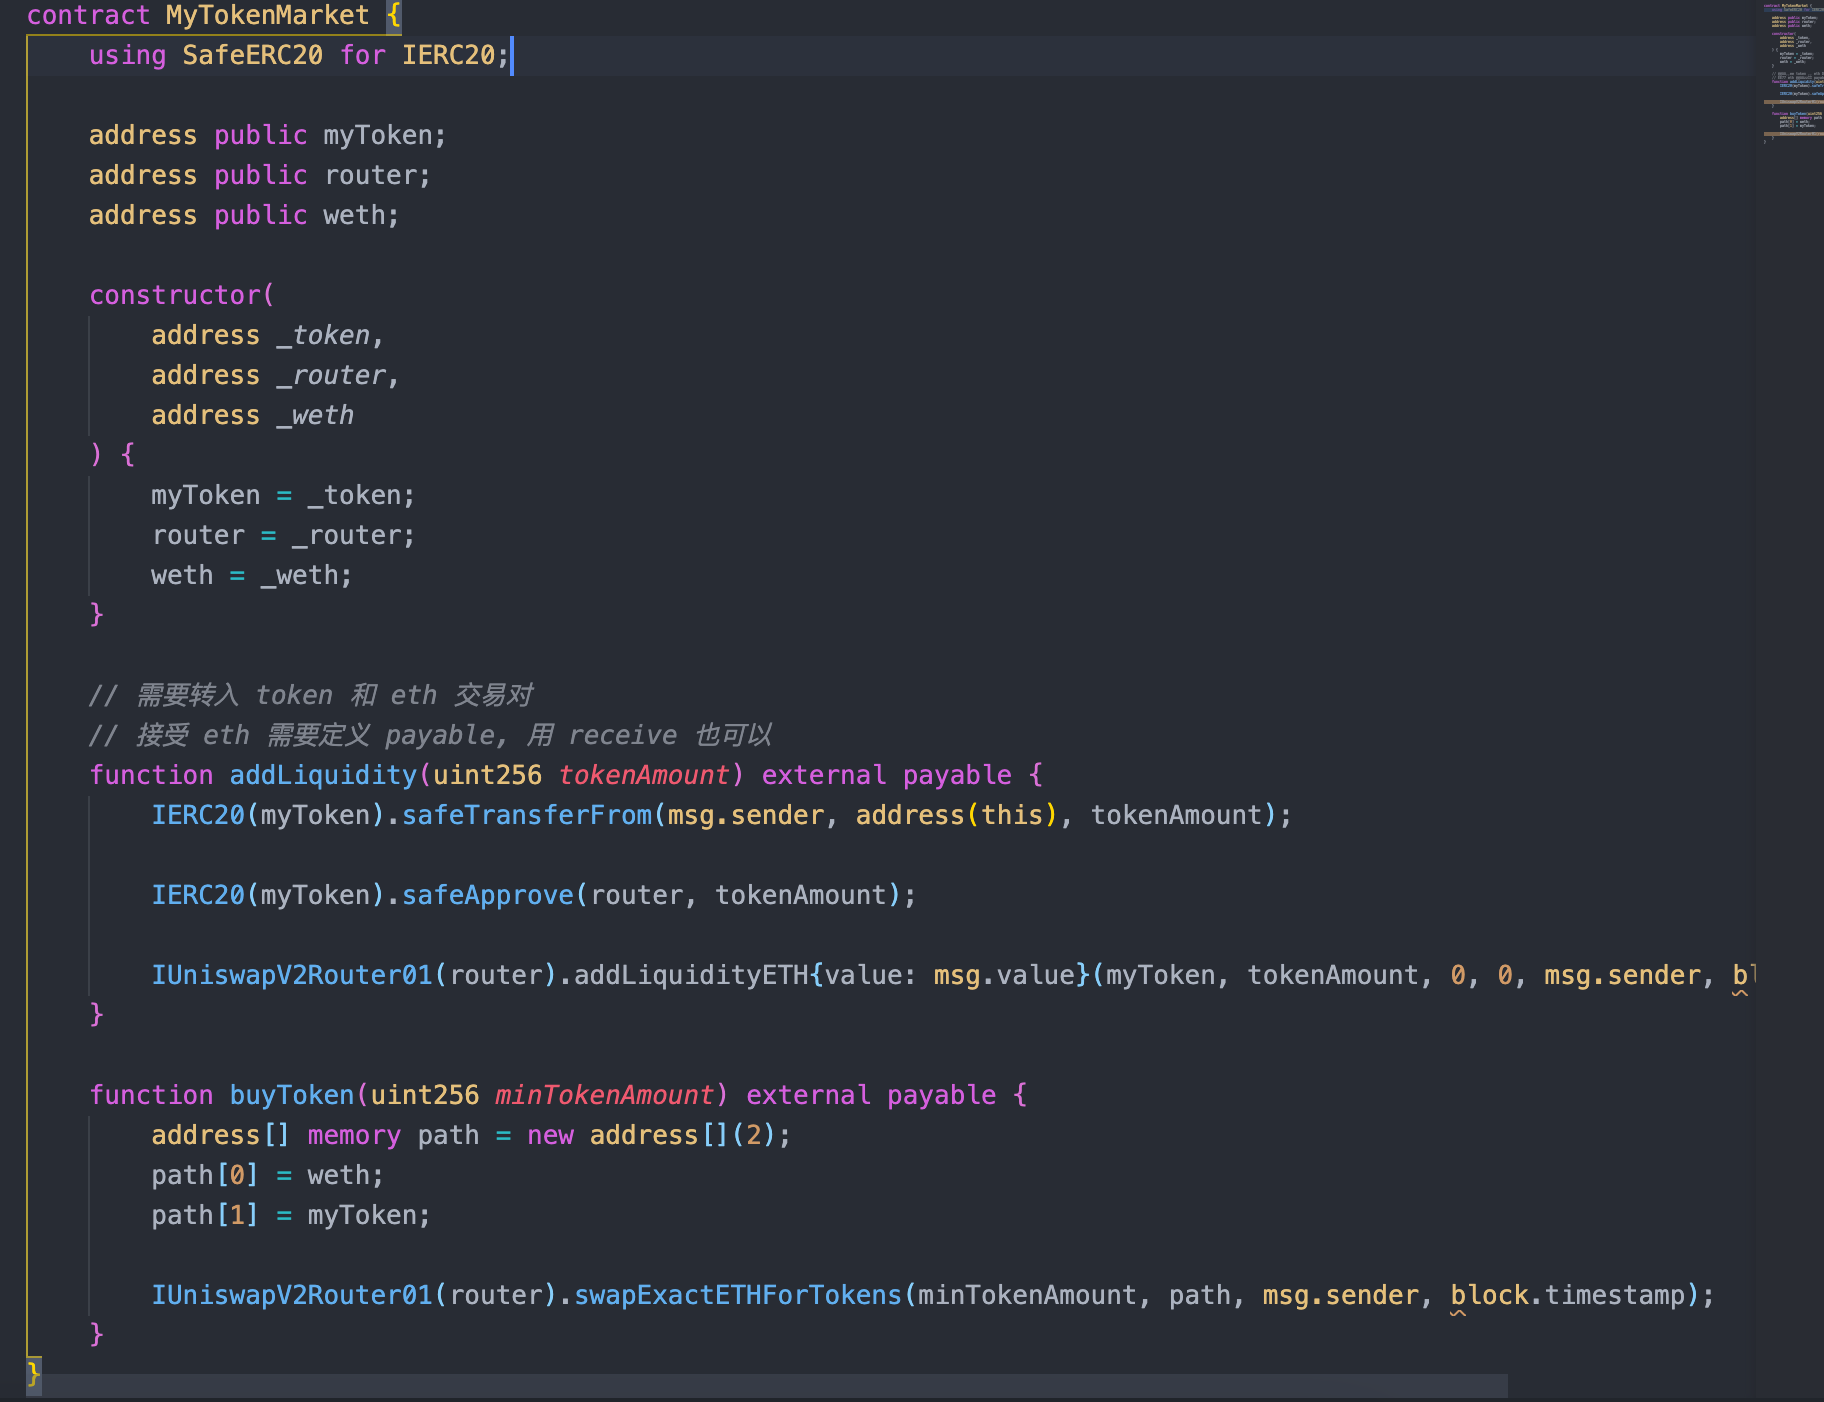 contract MyTokenMarket {
using SafeERC20 for IERC20;
address public myToken;
address public router;
address public weth;
constructor(
address _token,
address _router,
address _weth
) {
myToken = _token;
router = _router;
weth = _weth;
}
// 需要转入 token 和 eth 交易对
// 接受 eth 需要定义 payable, 用 receive 也可以
function addLiquidity(uint256 tokenAmount) external payable {
IERC20(myToken).safeTransferFrom(msg.sender, address(this), tokenAmount);
IERC20(myToken).safeApprove(router, tokenAmount);
IUniswapV2Router01(router).addLiquidityETH{value: msg.value}(myToken, tokenAmount, 0, 0, msg.sender, bl
}
function buyToken(uint256 minTokenAmount) external payable {
address[] memory path = new address[](2);
path[0] = weth;
path[1] = myToken;
IUniswapV2Router01(router).swapExactETHForTokens(minTokenAmount, path, msg.sender, block.timestamp);
}
}